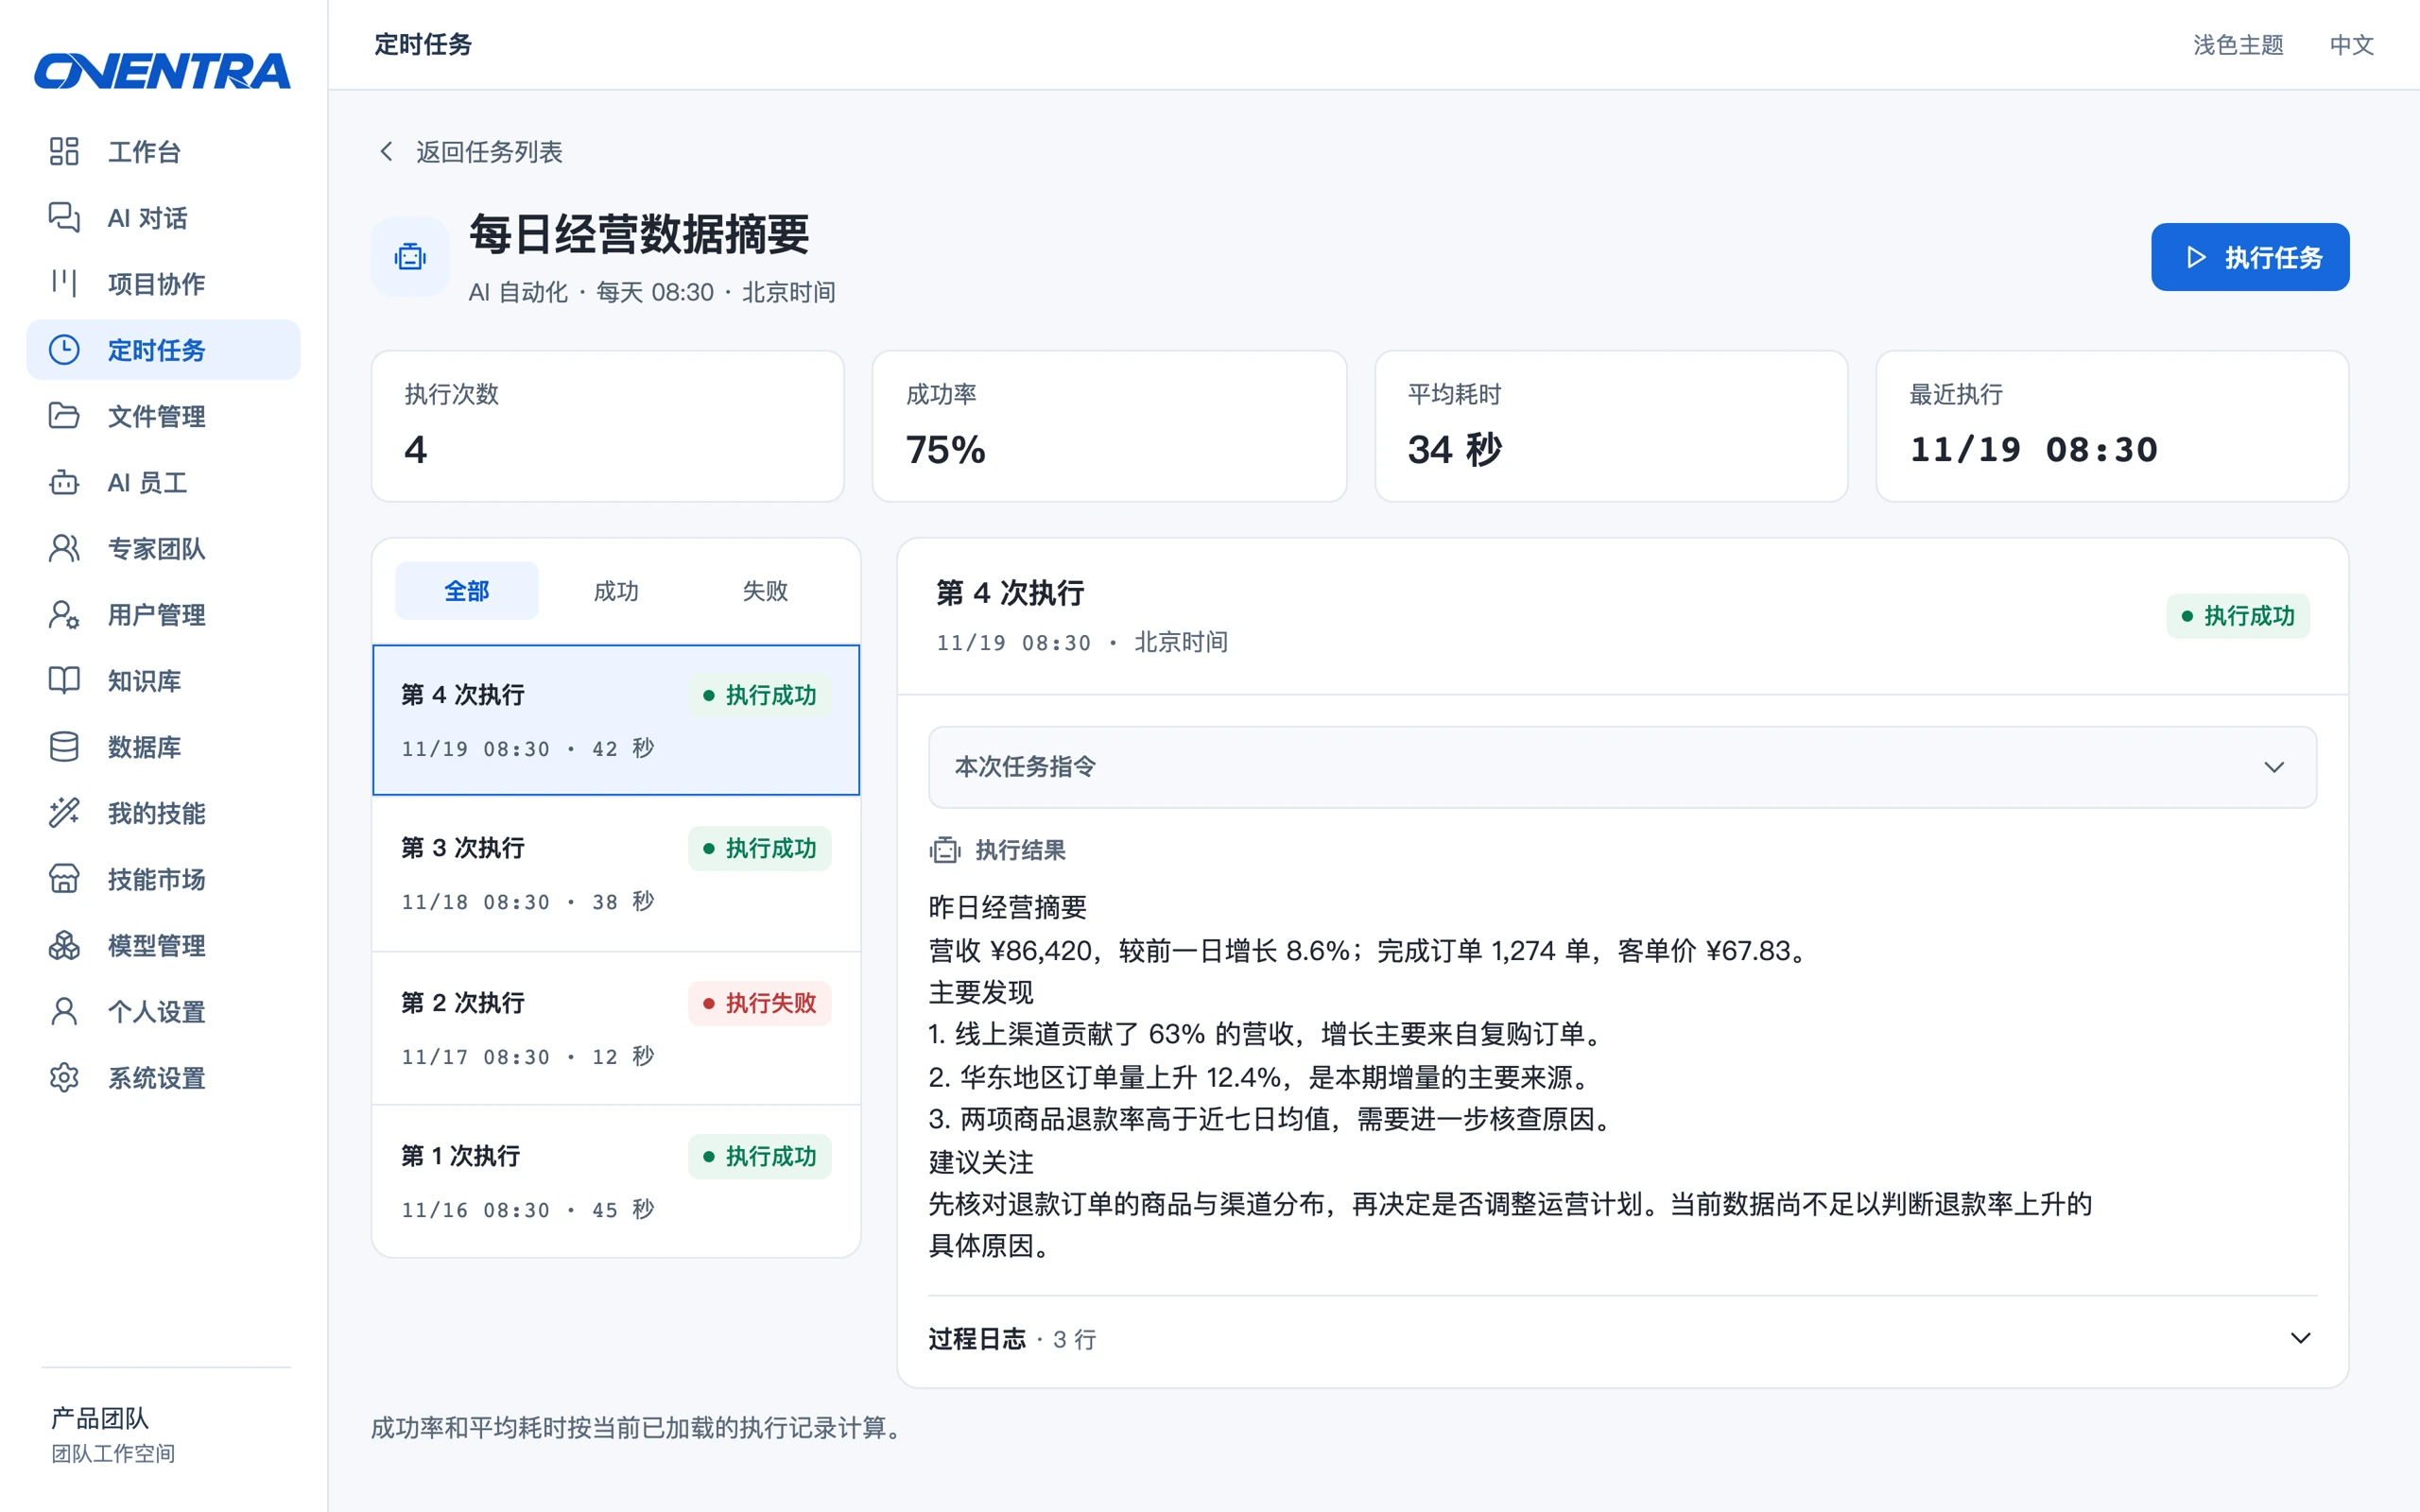 ONENTRA
工作台
AI 对话
项目协作
定时任务
文件管理
AI 员工
专家团队
用户管理
知识库
数据库
我的技能
技能市场
模型管理
个人设置
系统设置
产品团队
团队工作空间
定时任务
浅色主题
中文
返回任务列表
每日经营数据摘要
AI 自动化 · 每天 08:30 · 北京时间
执行任务
执行次数
4
成功率
75%
平均耗时
34 秒
最近执行
11/19 08:30
全部
成功
失败
第 4 次执行
执行成功
11/19 08:30 · 42 秒
第 3 次执行
执行成功
11/18 08:30 · 38 秒
第 2 次执行
执行失败
11/17 08:30 · 12 秒
第 1 次执行
执行成功
11/16 08:30 · 45 秒
第 4 次执行
11/19 08:30 · 北京时间
执行成功
本次任务指令
执行结果
昨日经营摘要
营收 ¥86,420，较前一日增长 8.6%；完成订单 1,274 单，客单价 ¥67.83。
主要发现
1. 线上渠道贡献了 63% 的营收，增长主要来自复购订单。
2. 华东地区订单量上升 12.4%，是本期增量的主要来源。
3. 两项商品退款率高于近七日均值，需要进一步核查原因。
建议关注
先核对退款订单的商品与渠道分布，再决定是否调整运营计划。当前数据尚不足以判断退款率上升的
具体原因。
过程日志 · 3 行
成功率和平均耗时按当前已加载的执行记录计算。